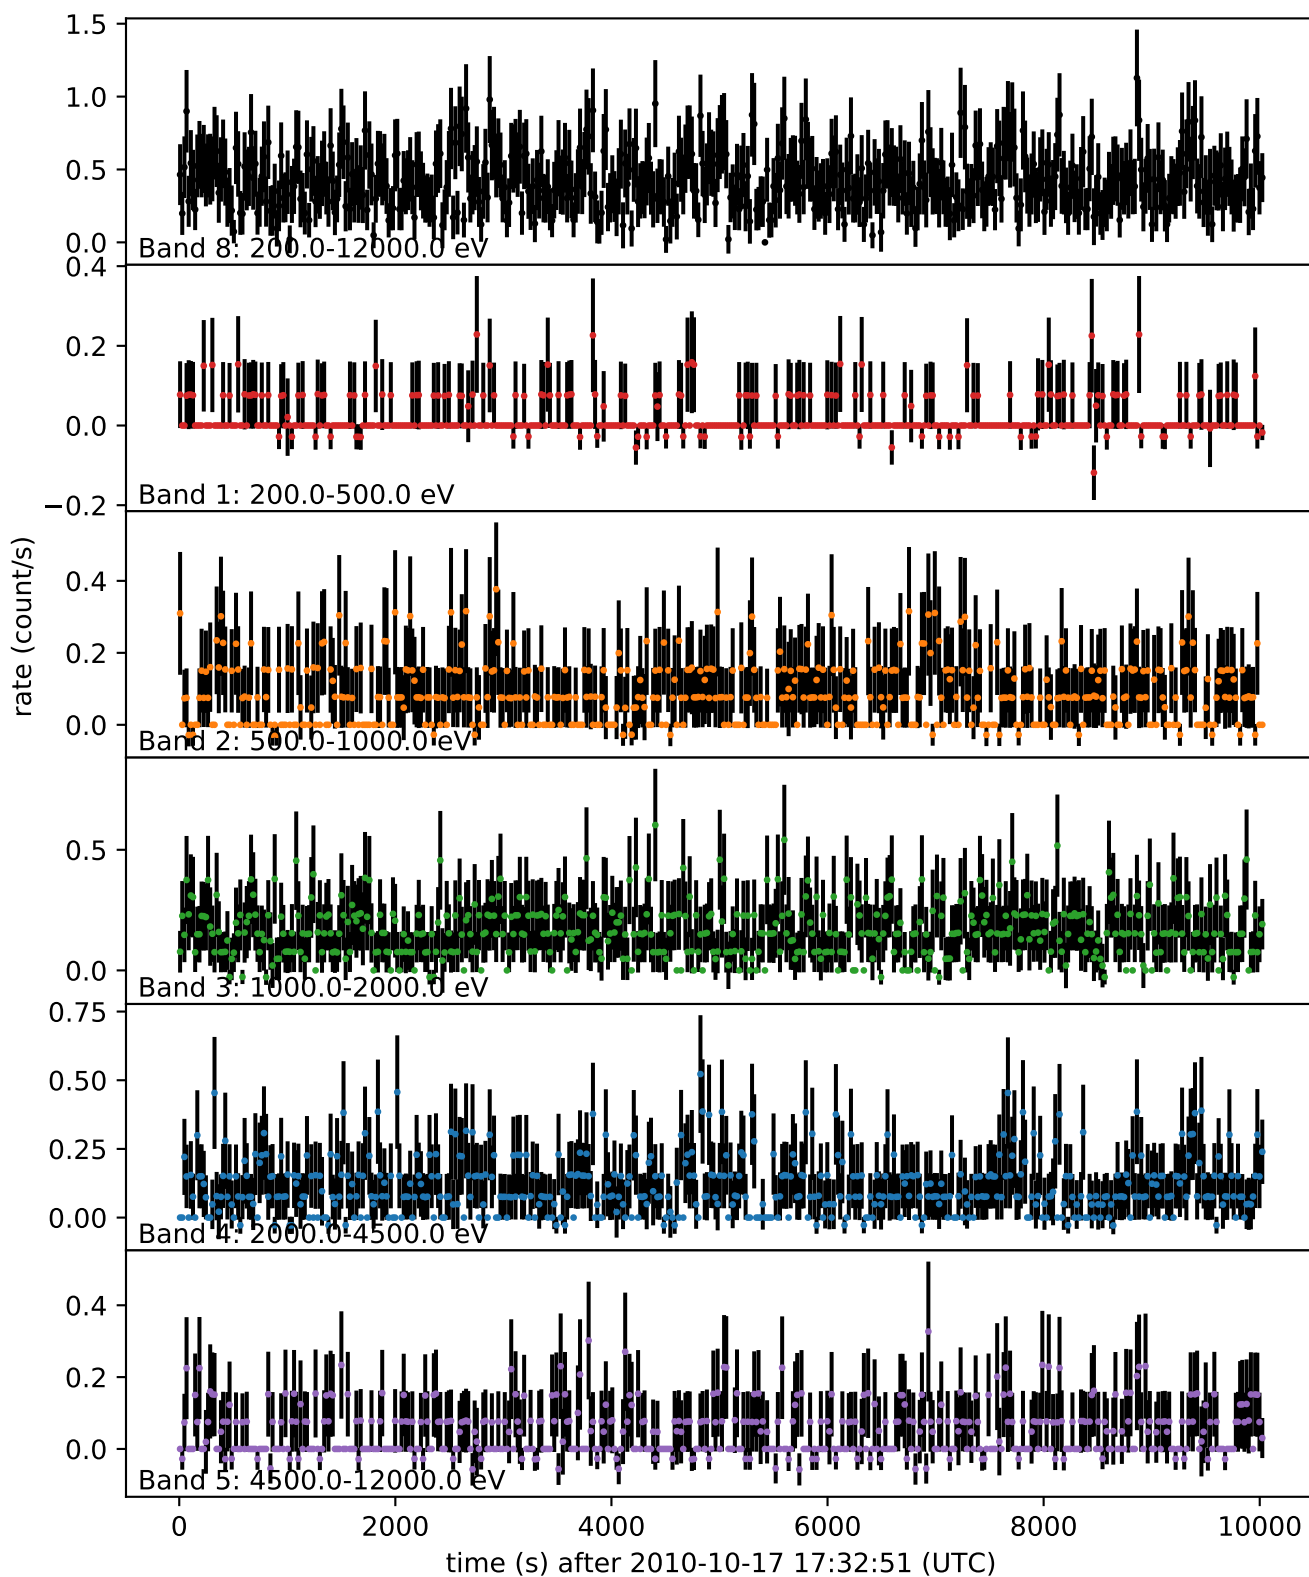 1.5
1.0
0.5
0.0
Band 8: 200.0-12000.0 eV
0.4
0.2
0.0
−0.2
Band 1: 200.0-500.0 eV
0.4
0.2
0.0
Band 2: 500.0-1000.0 eV
rate (count/s)
0.5
0.0
Band 3: 1000.0-2000.0 eV
0.75
0.50
0.25
0.00
Band 4: 2000.0-4500.0 eV
0.4
0.2
0.0
Band 5: 4500.0-12000.0 eV
0 2000 4000 6000 8000 10000
time (s) after 2010-10-17 17:32:51 (UTC)